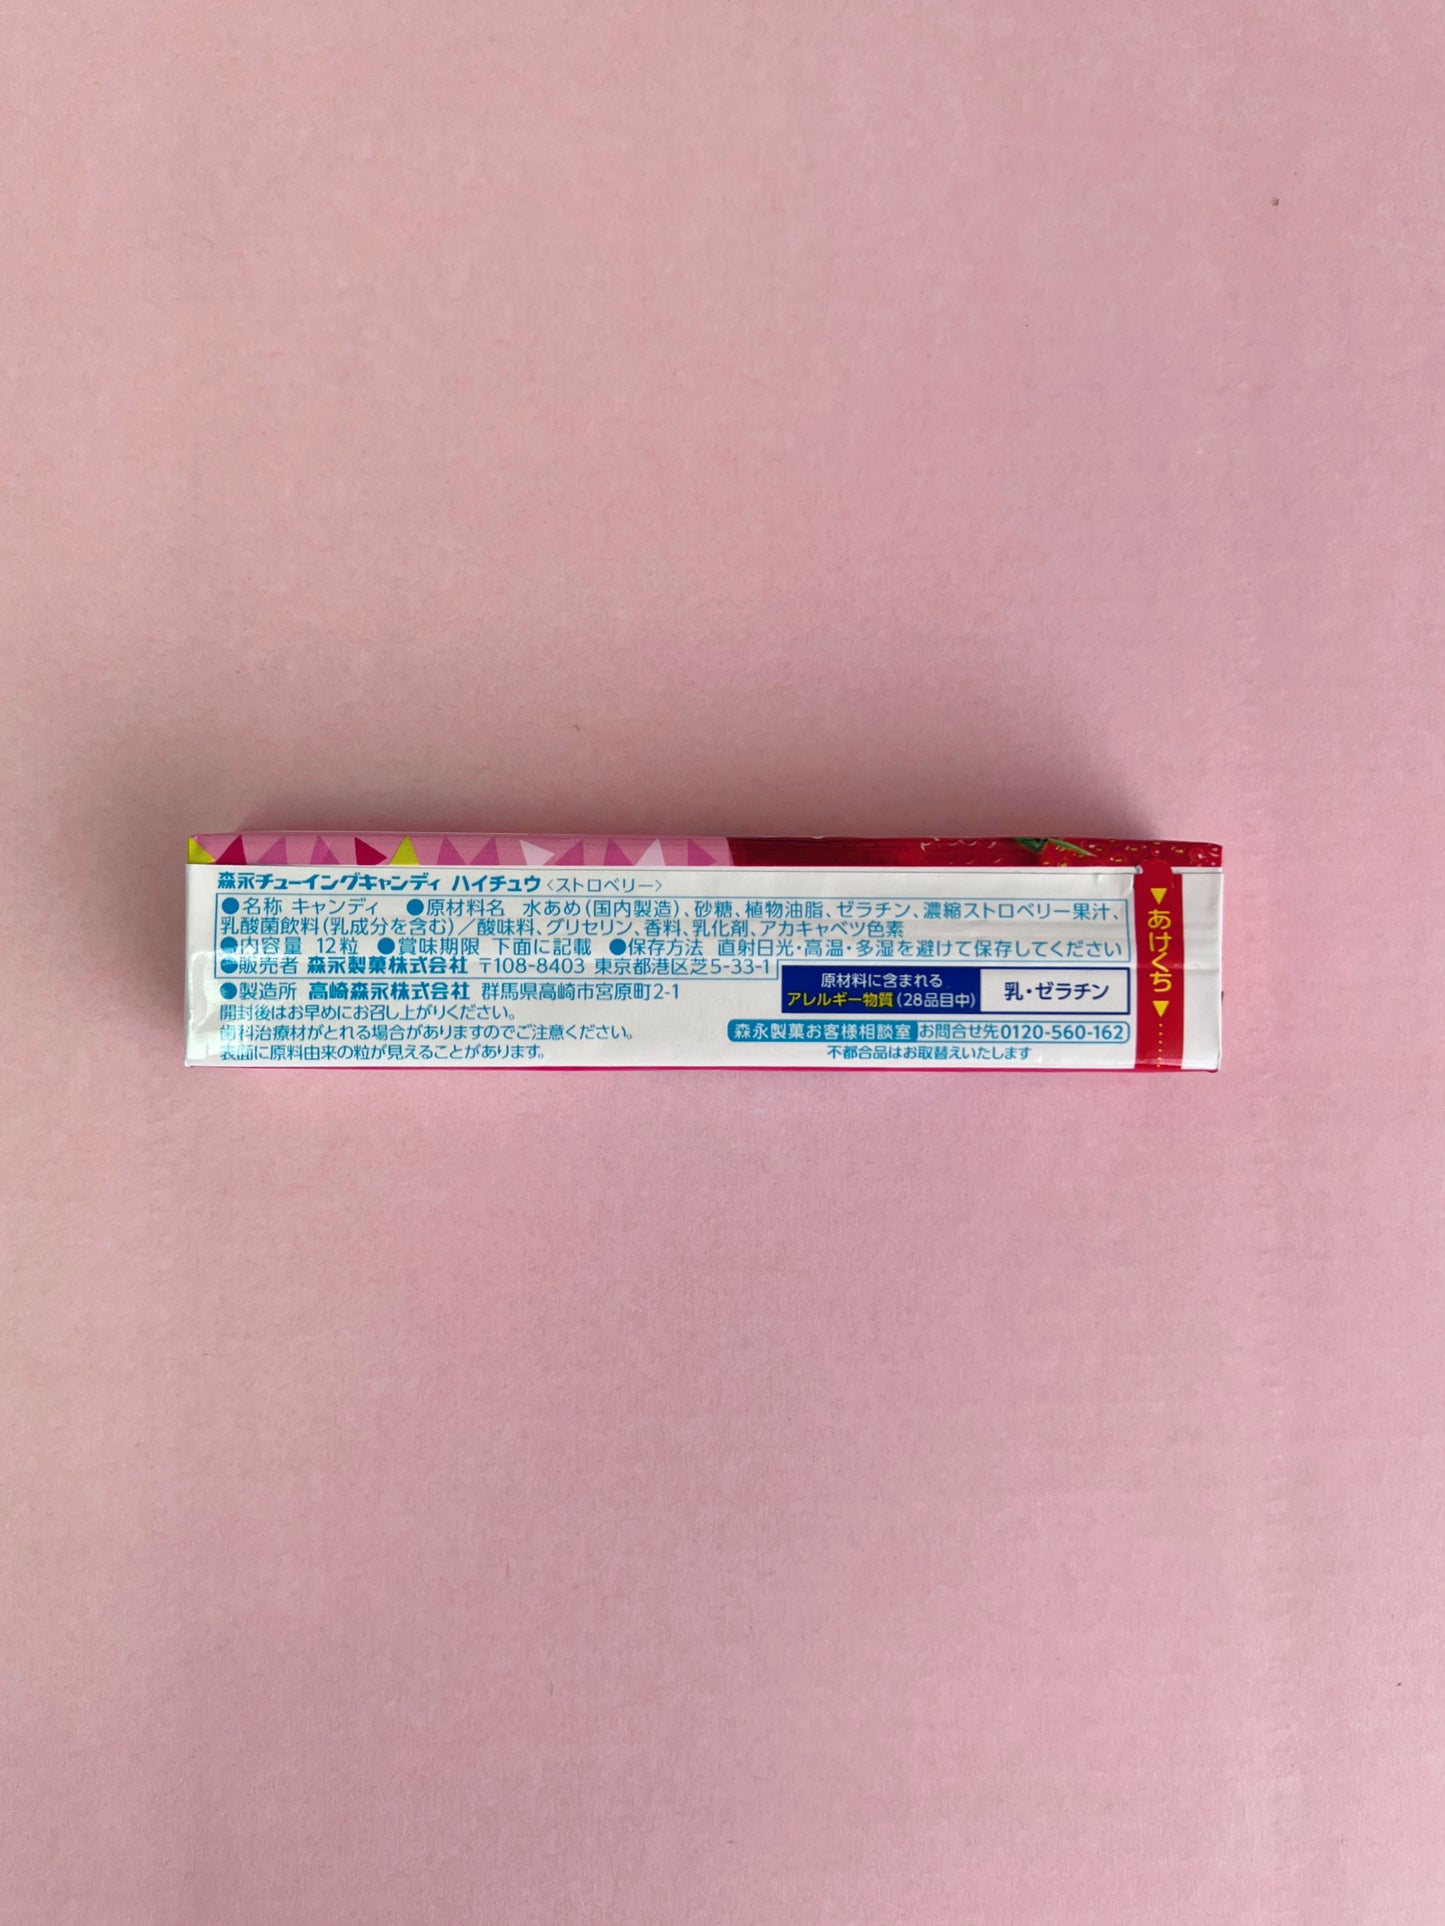 森永チューイングキャンディ ハイチュウ〈ストロベリー〉
●名称 キャンディ ●原材料名 水あめ(国内製造)、砂糖、植物油脂、ゼラチン、濃縮ストロベリー果汁、
乳酸菌飲料(乳成分を含む)／酸味料、グリセリン、香料、乳化剤、アカキャベツ色素
●内容量 12粒 ●賞味期限 下面に記載 ●保存方法 直射日光・高温・多湿を避けて保存してください
●販売者 森永製菓株式会社 〒108-8403 東京都港区芝5-33-1
原材料に含まれる
アレルギー物質(28品目中)
乳・ゼラチン
●製造所 高崎森永株式会社 群馬県高崎市宮原町2-1
開封後はお早めにお召し上がりください。
歯科治療材がとれる場合がありますのでご注意ください。
表面に原料由来の粒が見えることがあります。
森永製菓お客様相談室 お問合せ先0120-560-162
不都合品はお取替えいたします
▼あけくち▼